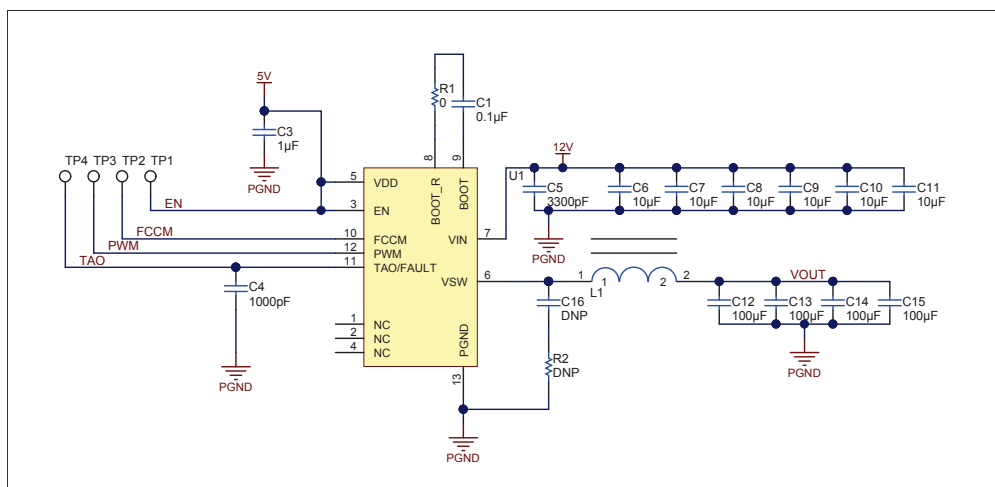 5V
R1
0
C1
0.1µF
C3
1µF
PGND
TP4 TP3 TP2 TP1
EN
FCCM
PWM
TAO
C4
1000pF
PGND
8
9
5
3
10
12
11
1
2
4
VDD
EN
FCCM
PWM
TAO/FAULT
NC
NC
NC
BOOT_R
BOOT
VIN
VSW
PGND
7
6
13
PGND
U1
12V
C5
3300pF
C6
10µF
C7
10µF
C8
10µF
C9
10µF
C10
10µF
C11
10µF
PGND
1
1
2
2
L1
C16
DNP
R2
DNP
VOUT
C12
100µF
C13
100µF
C14
100µF
C15
100µF
PGND